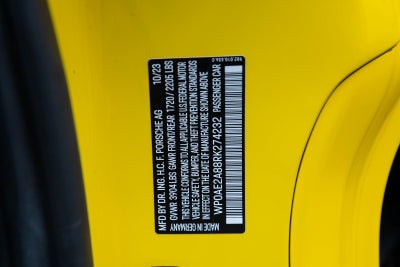 MFD BY DR. ING. H.C. F. PORSCHE AG 10/23
GVWR 3904 LBS GAWR FRONT/REAR 1720 / 2205 LBS
THIS VEHICLE CONFORMS TO ALL APPLICABLE US FEDERAL MOTOR
VEHICLE SAFETY, BUMPER, AND THEFT PREVENTION STANDARDS
IN EFFECT ON THE DATE OF MANUFACTURE SHOWN ABOVE
WP0AE2A88RK274232 PASSENGER CAR
MADE IN GERMANY